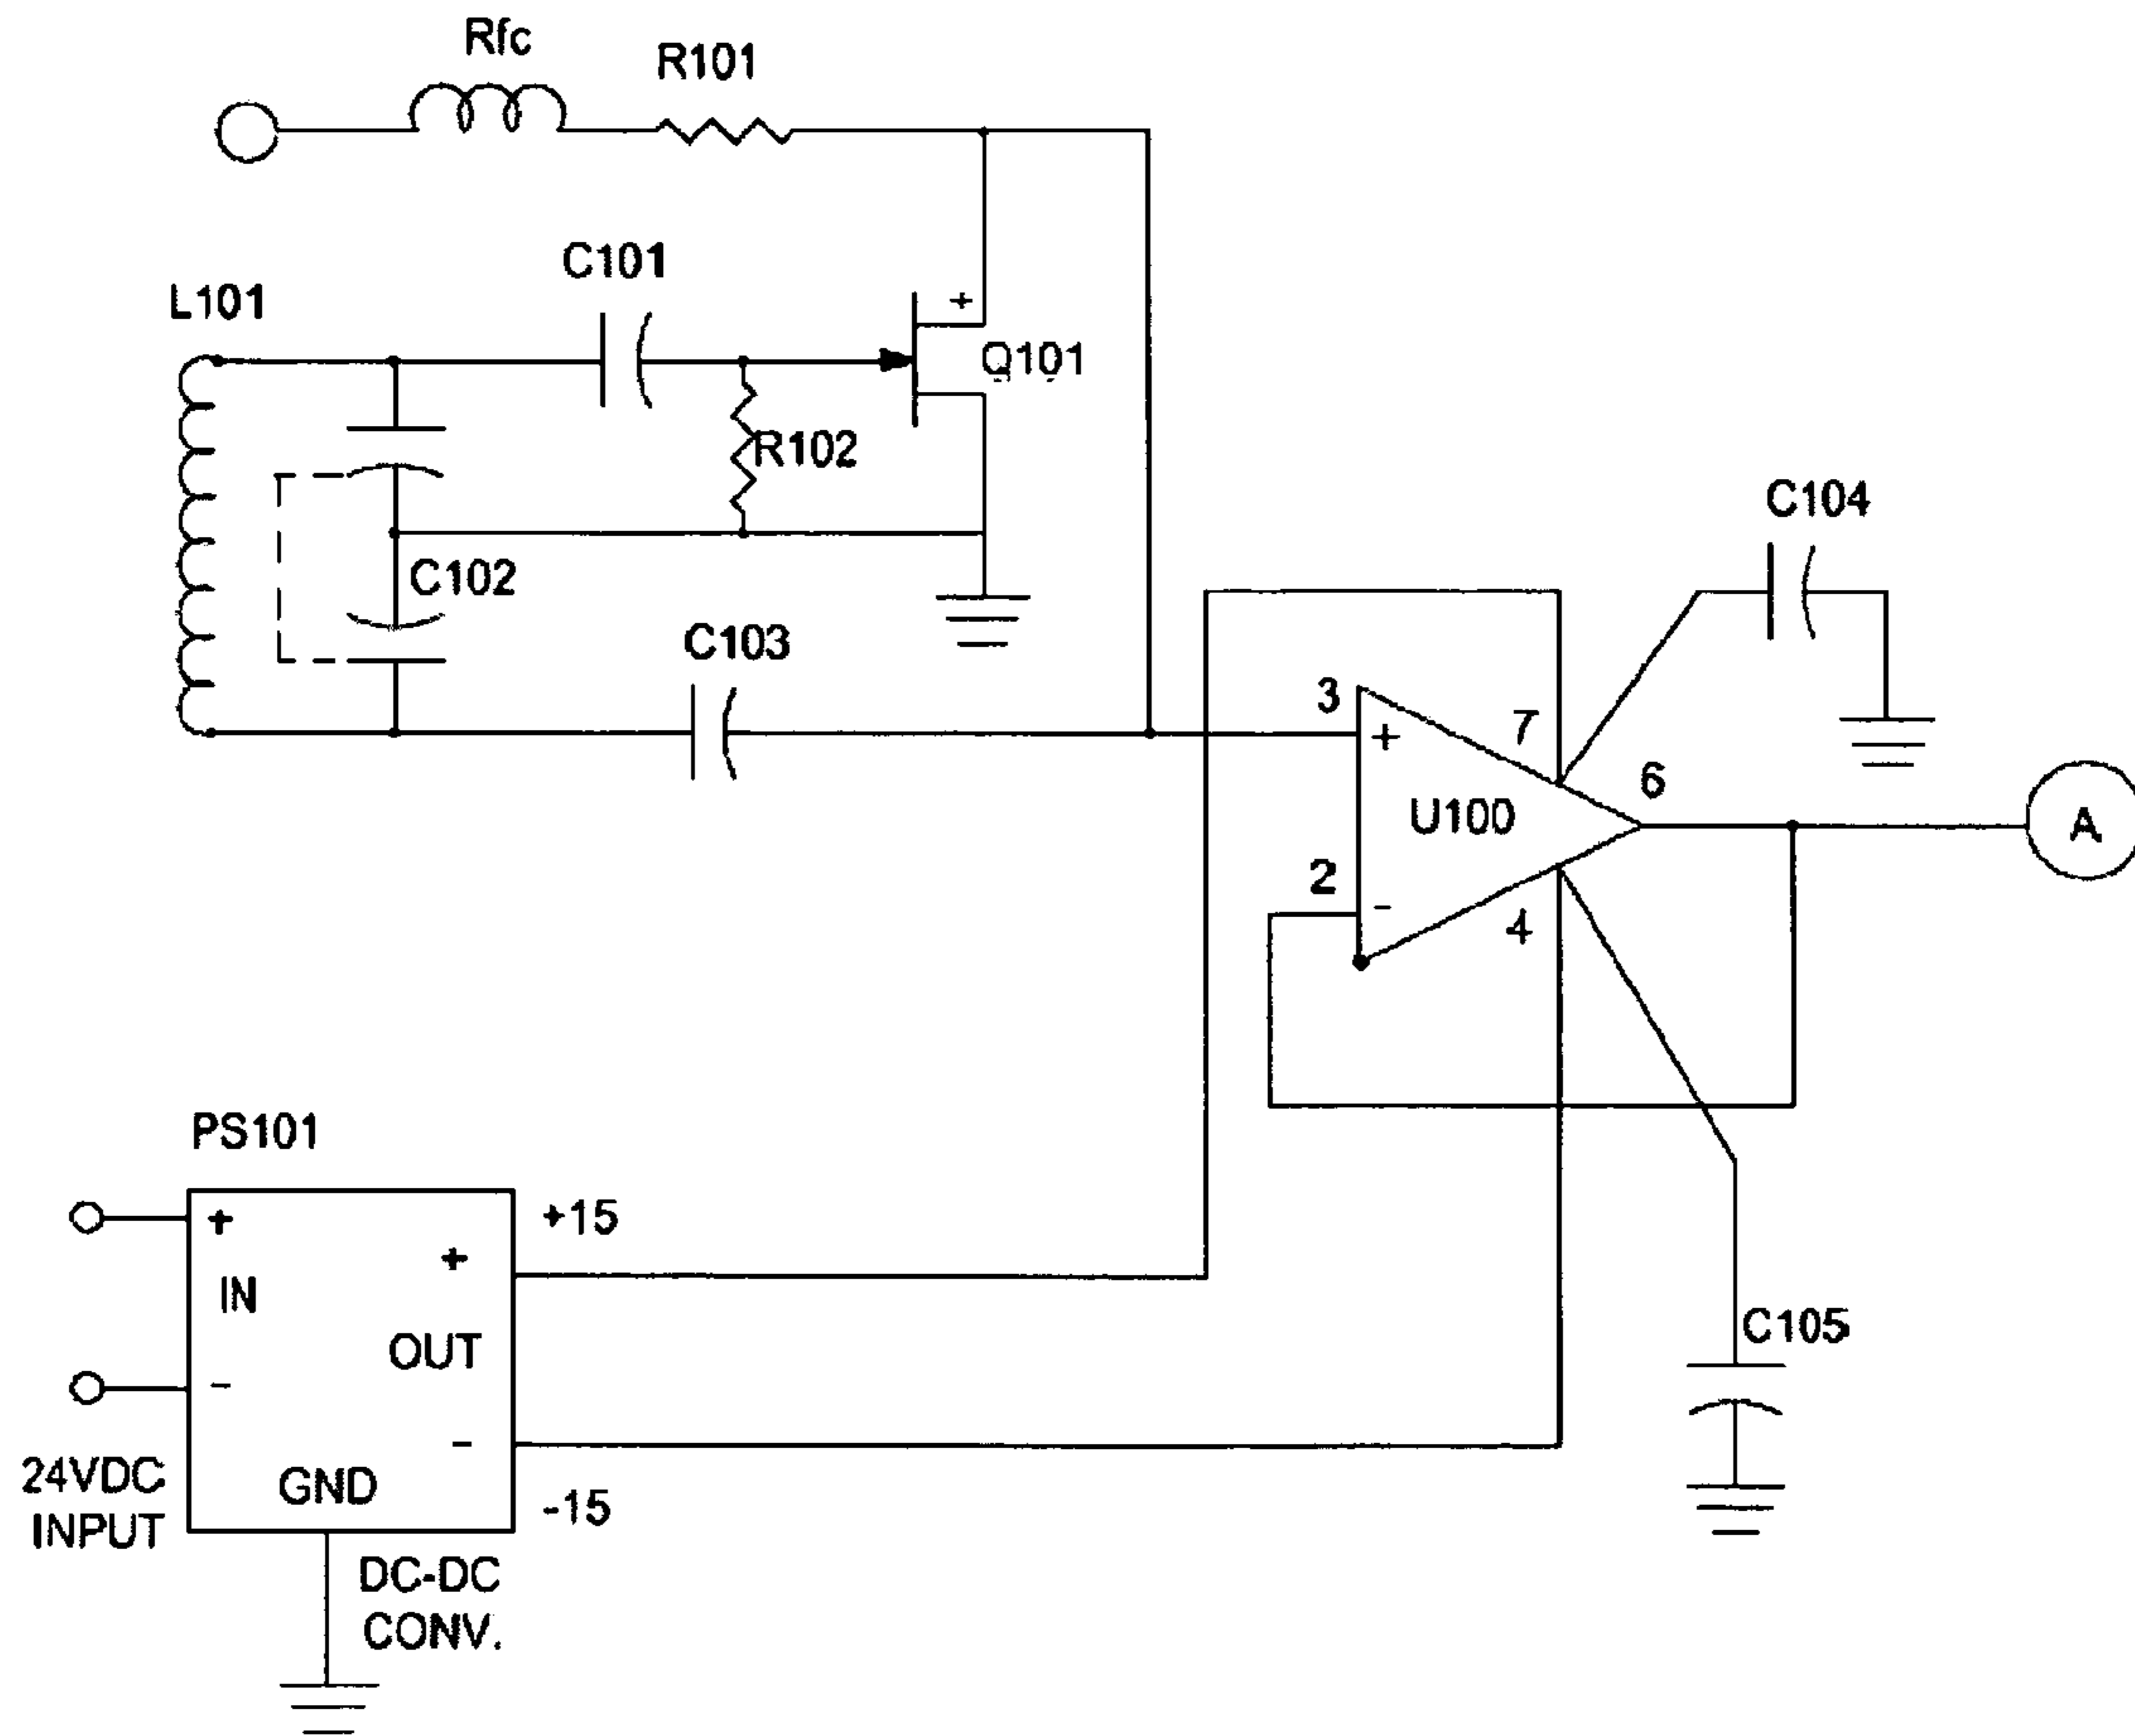 Rfc
R101
C101
L101
+
Q101
R102
C104
C102
C103
3
7
+
6
U100
A
2
-
4
PS101
+
+15
+
IN
OUT
C105
-
-
24VDC
GND
-15
INPUT
DC-DC
CONV.